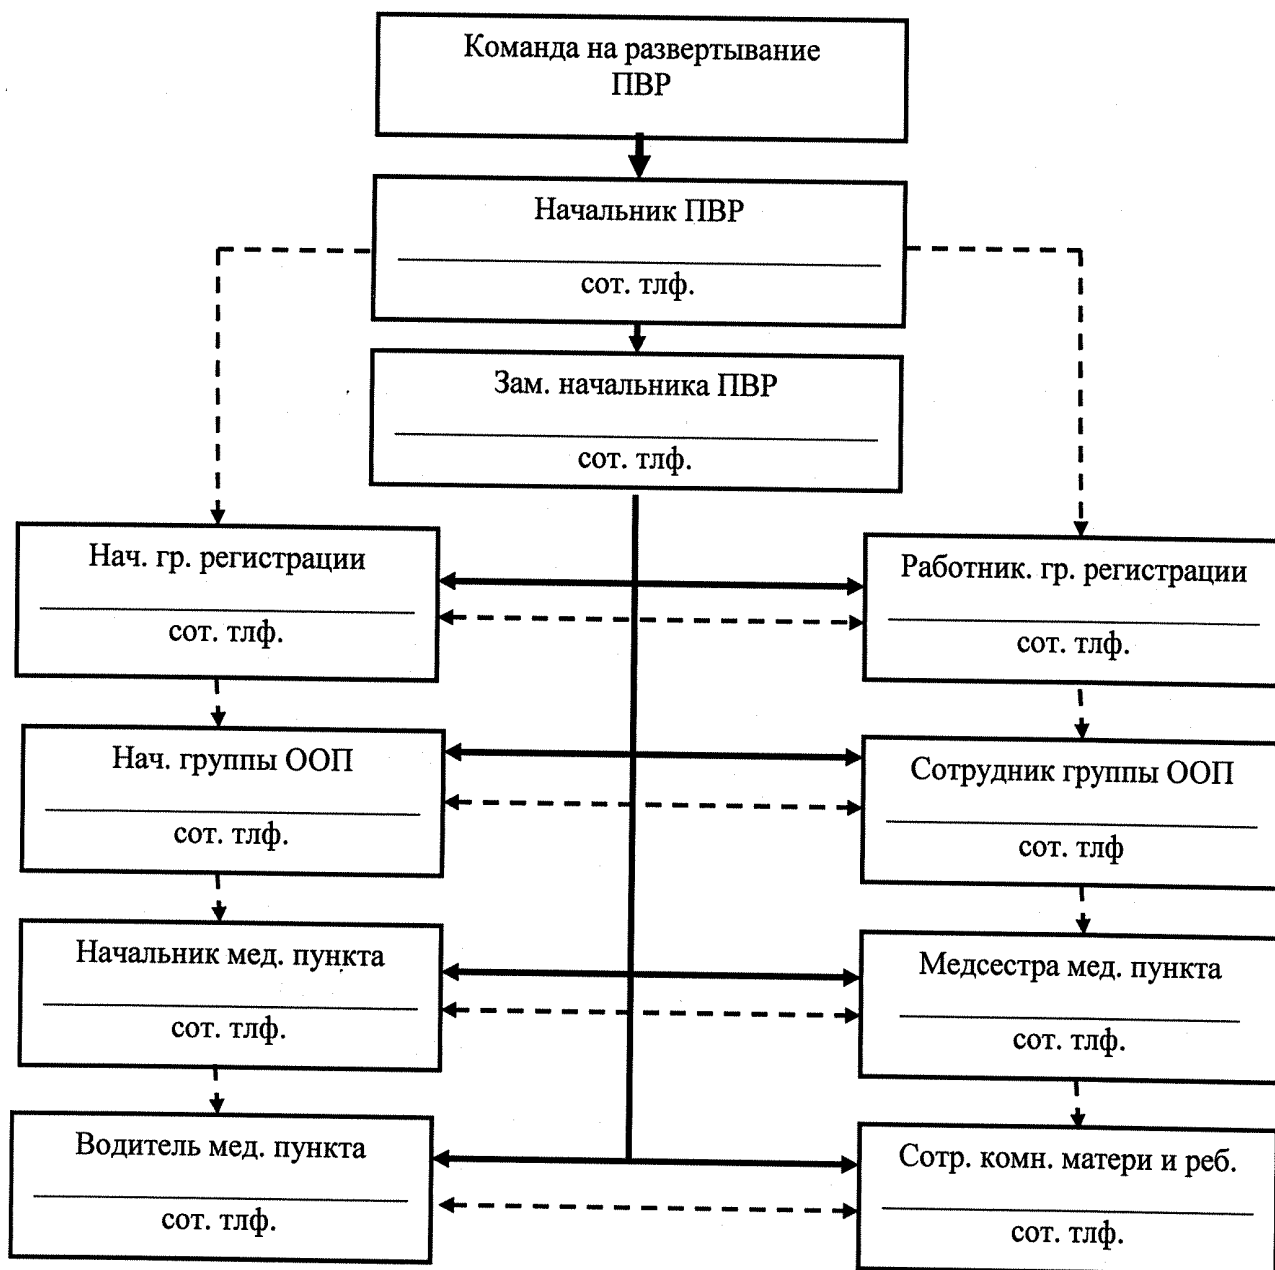 Команда на развертывание
ПВР
Начальник ПВР
сот. тлф.
Зам. начальника ПВР
сот. тлф.
Нач. гр. регистрации
сот. тлф.
Работник. гр. регистрации
сот. тлф.
Нач. группы ООП
сот. тлф.
Сотрудник группы ООП
сот. тлф
Начальник мед. пункта
сот. тлф.
Медсестра мед. пункта
сот. тлф.
Водитель мед. пункта
сот. тлф.
Сотр. комн. матери и реб.
сот. тлф.